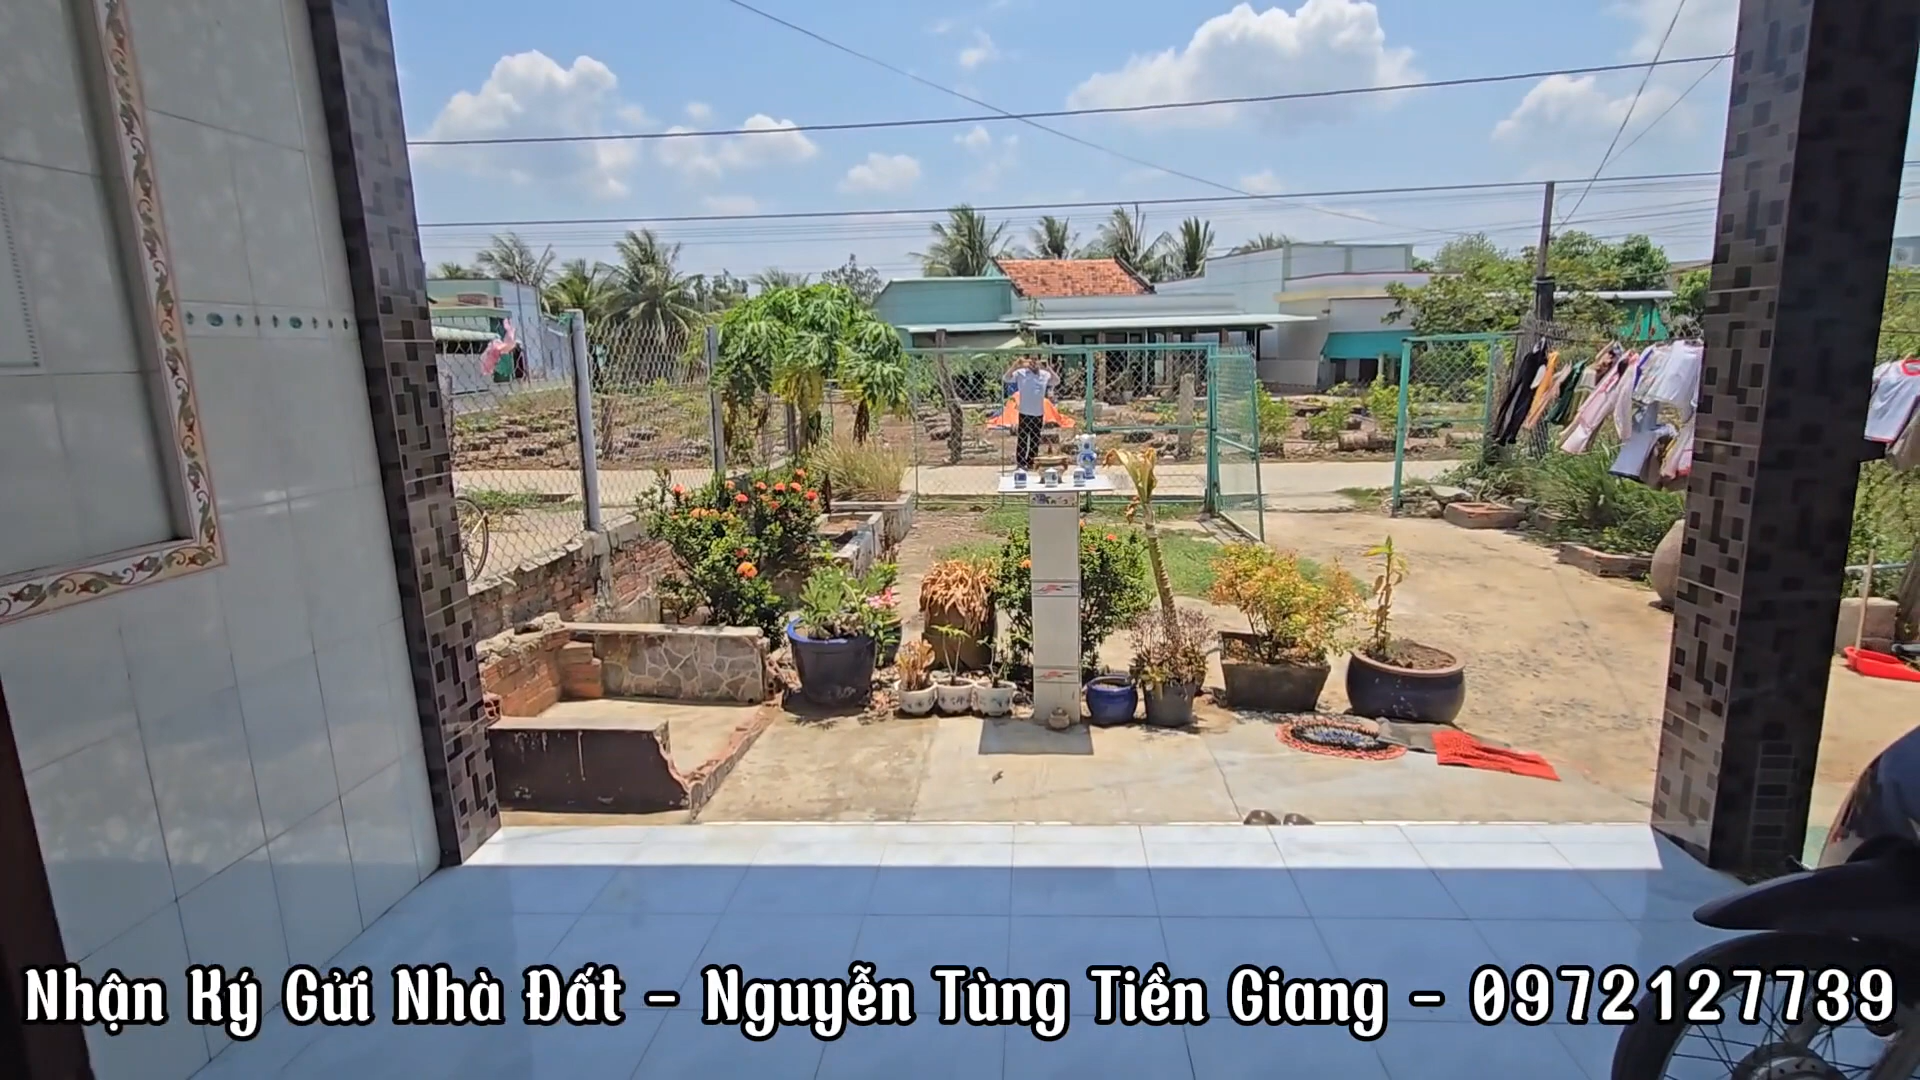 Nhận Ký Gửi Nhà Đất - Nguyễn Tùng Tiền Giang - 0972127739